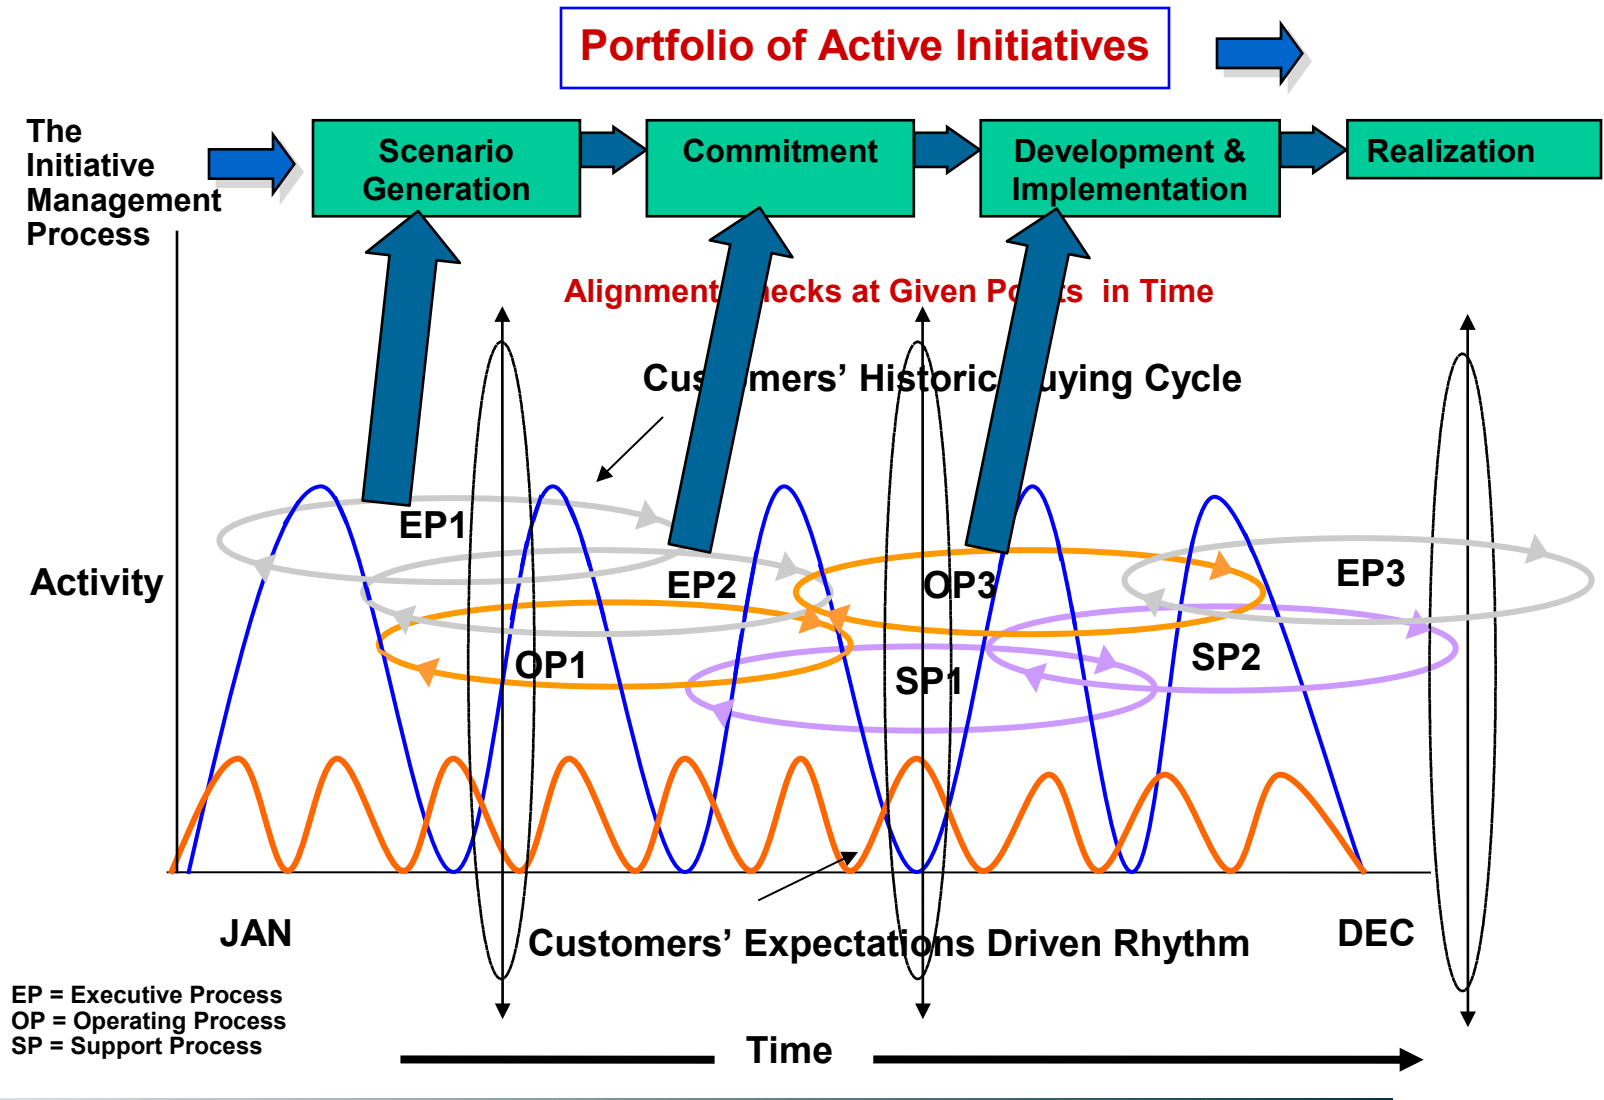 Portfolio of Active Initiatives
The
Initiative
Management
Process
Scenario
Generation
Commitment
Development &
Implementation
Realization
Alignment hecks at Given Po ts in Time
Cus mers' Historic uying Cycle
EP1
EP2
OP3
EP3
Activity
OP1
SP1
SP2
JAN
Customers' Expectations Driven Rhythm
DEC
EP = Executive Process
OP = Operating Process
SP = Support Process
Time